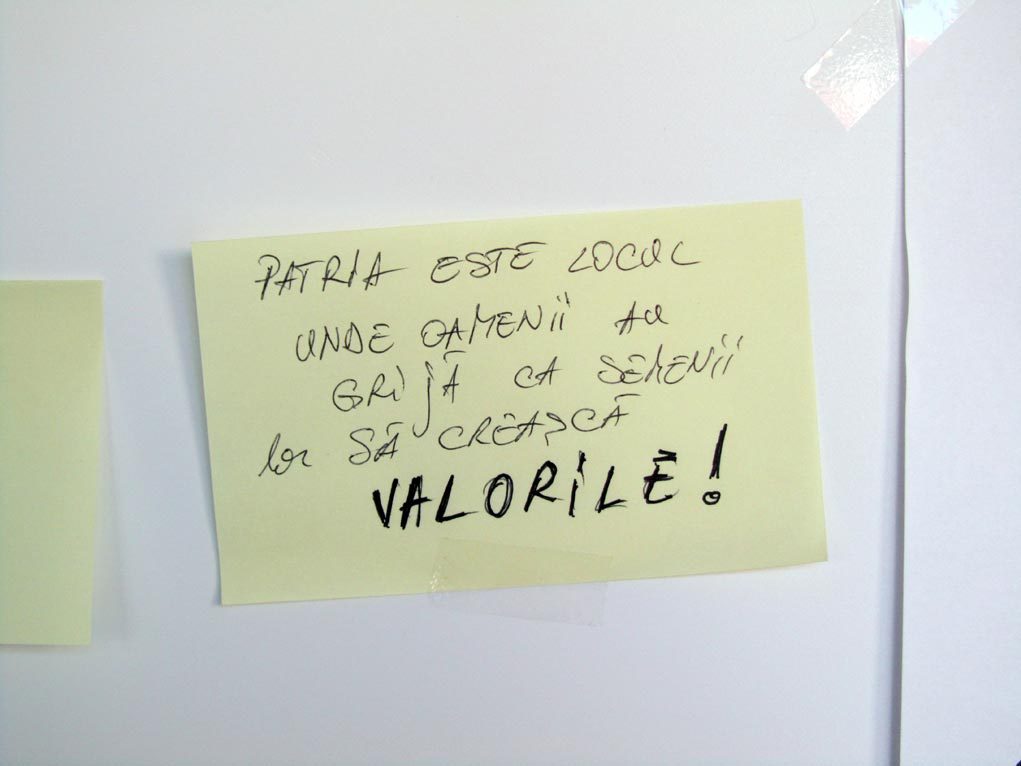 PATRIA ESTE LOCUL
UNDE OAMENII AU
GRIJĂ CA SEMENII
lor SĂ CREASCĂ
VALORILE!